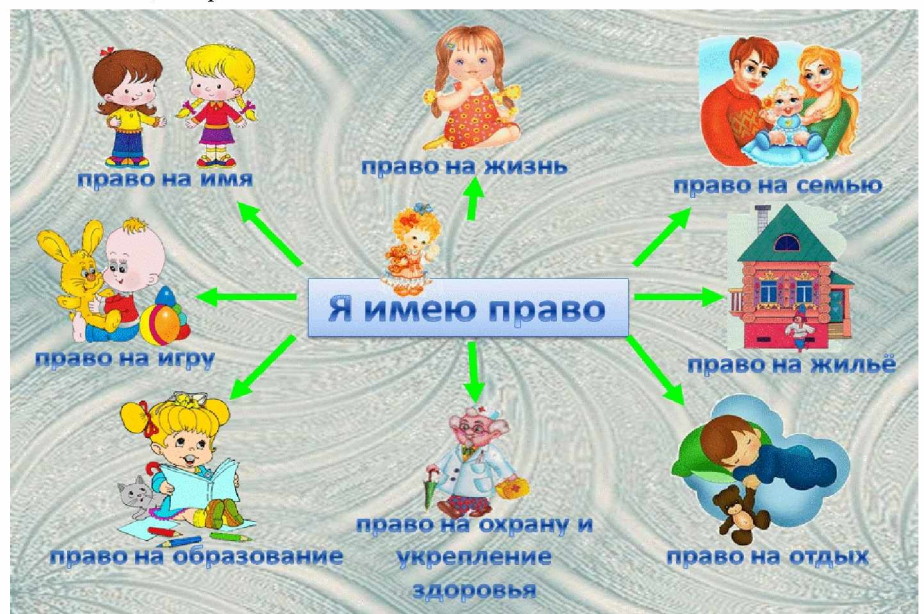 право на имя
право на жизнь
право на семью
Я имею право
право на игру
право на жильё
право на образование
право на охрану и
укрепление
здоровья
право на отдых